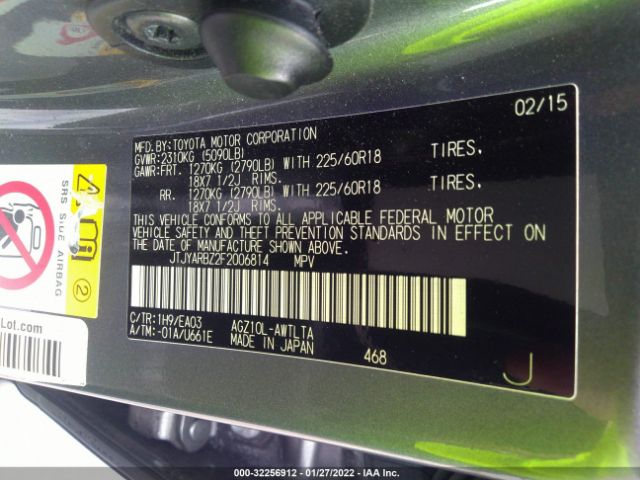 02/15
MFD.BY:TOYOTA MOTOR CORPORATION
GVWR:2310KG (5090LB)
GAWR:FRT. 1270KG (2790LB) WITH 225/60R18 TIRES.
18X7 1/2J RIMS.
RR. 1270KG (2790LB) WITH 225/60R18 TIRES.
18X7 1/2J RIMS.
THIS VEHICLE CONFORMS TO ALL APPLICABLE FEDERAL MOTOR
VEHICLE SAFETY AND THEFT PREVENTION STANDARDS IN EFFECT ON
THE DATE OF MANUFACTURE SHOWN ABOVE.
JTJYARBZ2F2006814 MPV
C/TR:1H9/EA03 AGZ10L-AWTLTA
A/TM:-01A/U661E MADE IN JAPAN
468
J
SRS SIDE AIRBAG
2
Lot.com
000-32256912 - 01/27/2022 - IAA Inc.